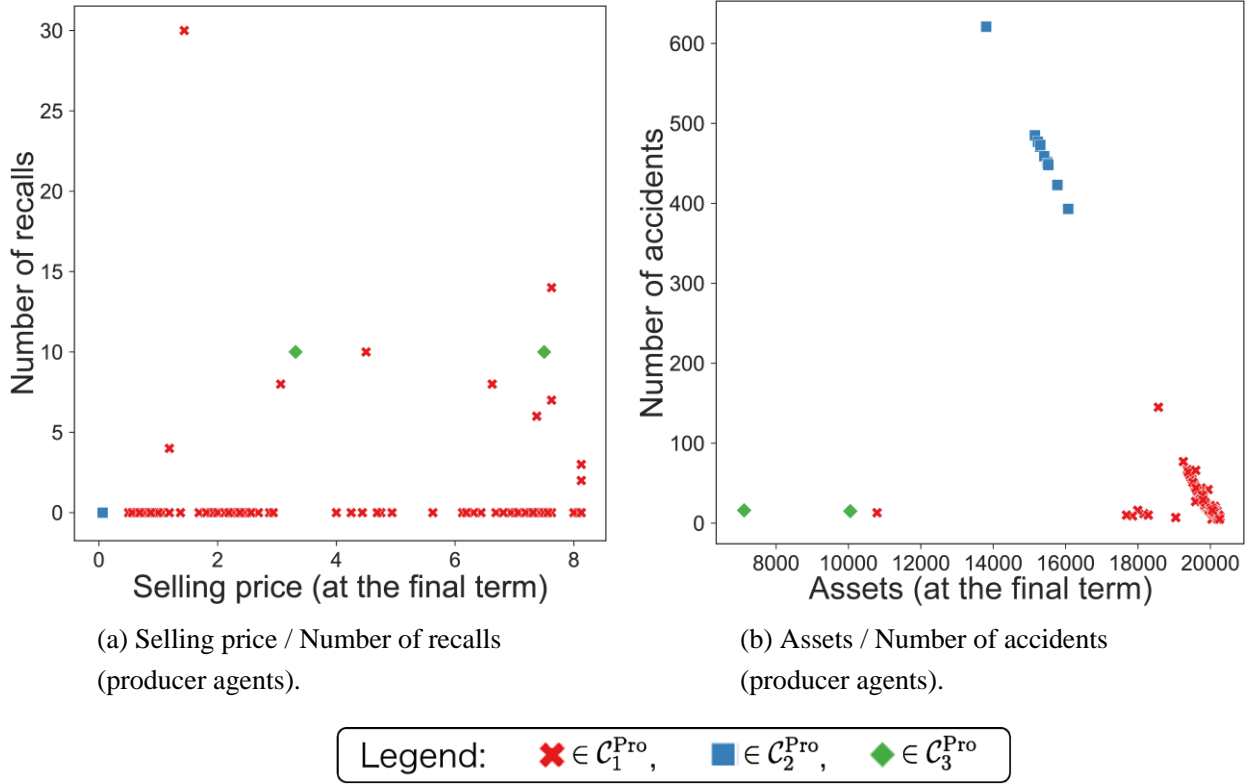 30
25
20
15
10
5
0
Number of recalls
0 2 4 6 8
Selling price (at the final term)
600
500
400
300
200
100
0
Number of accidents
8000 10000 12000 14000 16000 18000 20000
Assets (at the final term)
(a) Selling price / Number of recalls
(producer agents).
(b) Assets / Number of accidents
(producer agents).
Legend: ✖ ∈ 𝒞₁^Pro, ■ ∈ 𝒞₂^Pro, ◆ ∈ 𝒞₃^Pro